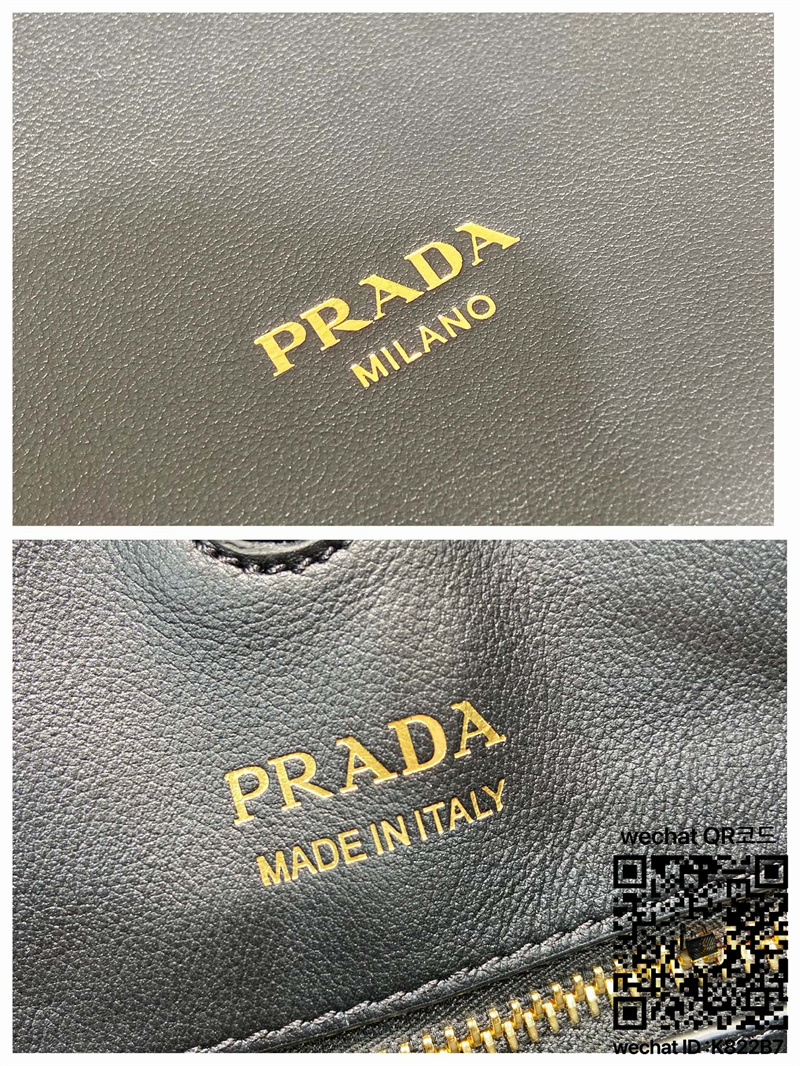 PRADA
MILANO
PRADA
MADE IN ITALY
wechat QR코드
wechat ID:K822B7